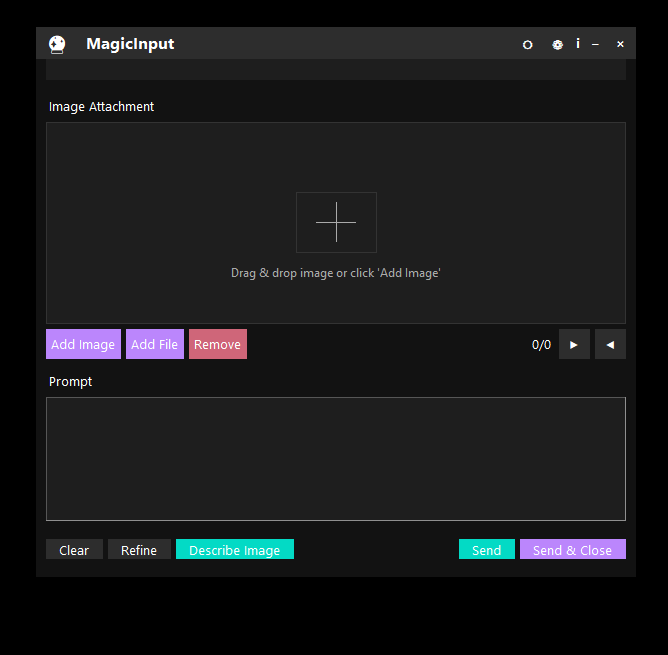 MagicInput
i
Image Attachment
Drag & drop image or click 'Add Image'
Add Image Add File Remove 0/0
Prompt
Clear Refine Describe Image Send Send & Close